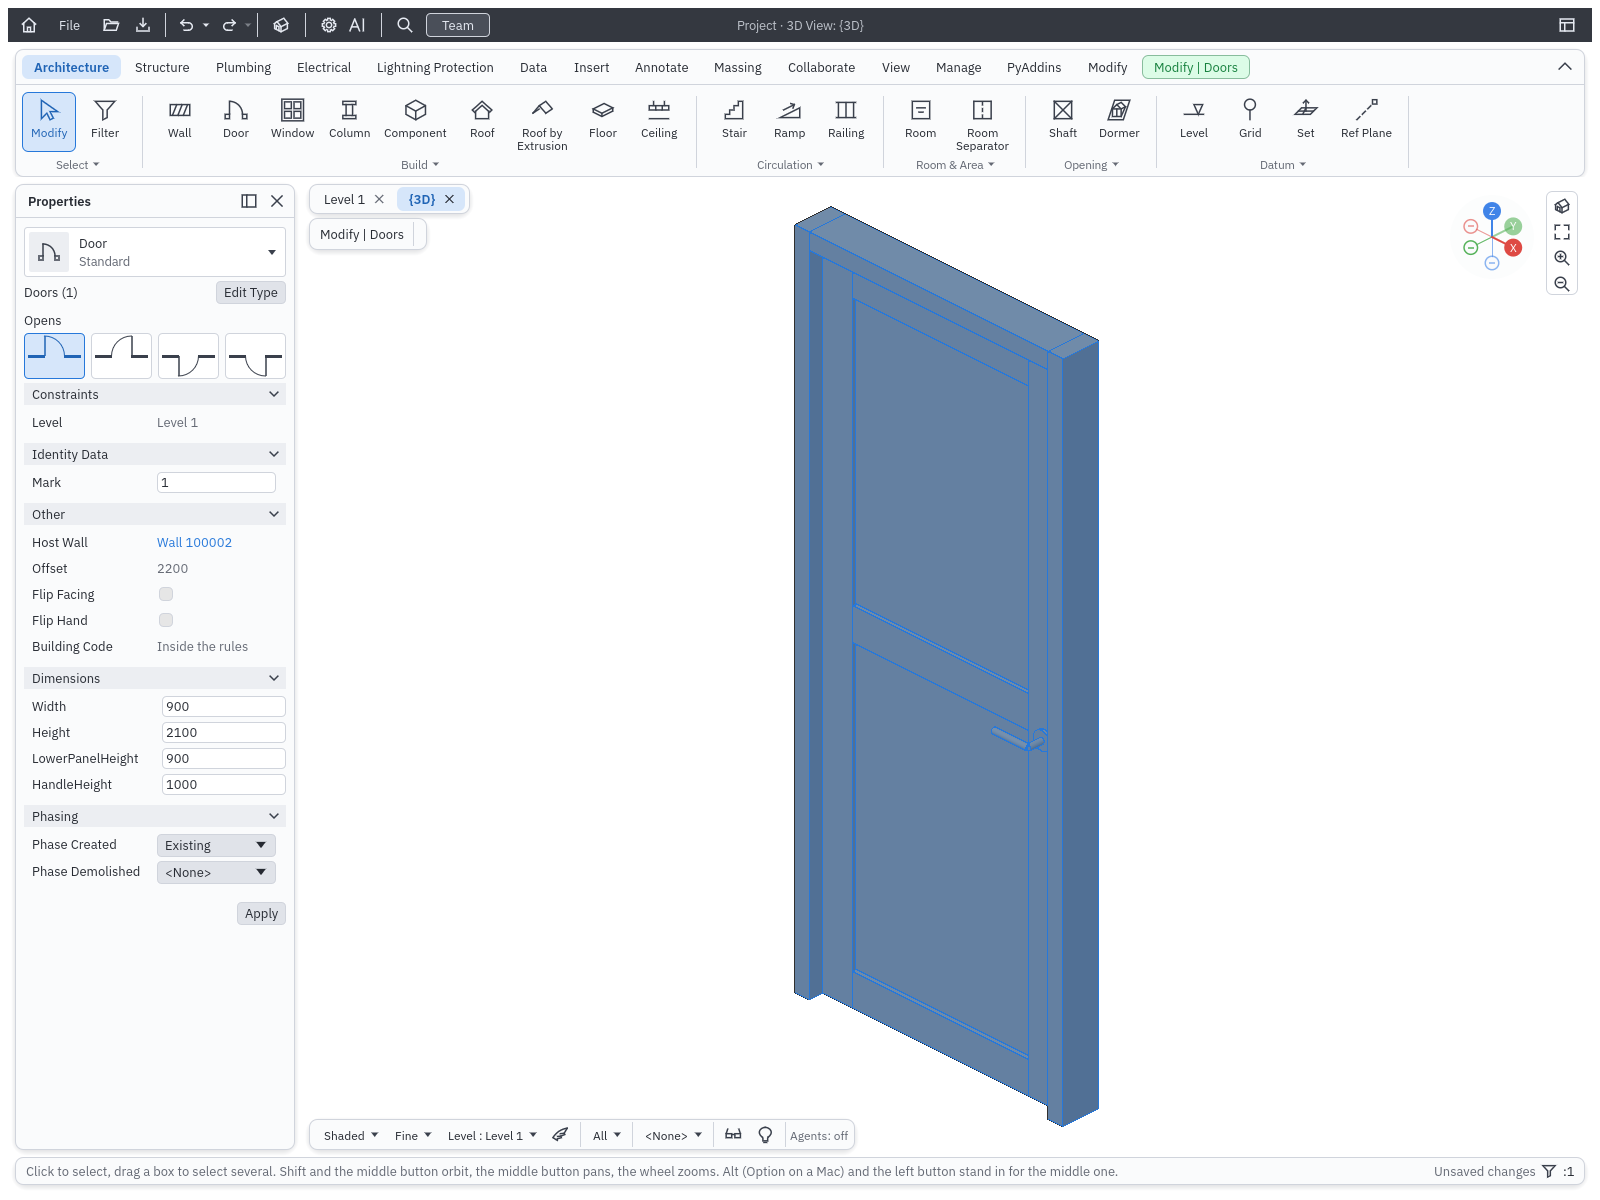 File
AI
Team
Project · 3D View: {3D}
Architecture
Structure
Plumbing
Electrical
Lightning Protection
Data
Insert
Annotate
Massing
Collaborate
View
Manage
PyAddins
Modify
Modify | Doors
Modify
Filter
Wall
Door
Window
Column
Component
Roof
Roof by
Extrusion
Floor
Ceiling
Stair
Ramp
Railing
Room
Room
Separator
Shaft
Dormer
Level
Grid
Set
Ref Plane
Select
Build
Circulation
Room & Area
Opening
Datum
Properties
Door
Standard
Doors (1)
Edit Type
Opens
Constraints
Level
Level 1
Identity Data
Mark
1
Other
Host Wall
Wall 100002
Offset
2200
Flip Facing
Flip Hand
Building Code
Inside the rules
Dimensions
Width
900
Height
2100
LowerPanelHeight
900
HandleHeight
1000
Phasing
Phase Created
Existing
Phase Demolished
<None>
Apply
Level 1
{3D}
Modify | Doors
Z
Y
X
Shaded
Fine
Level : Level 1
All
<None>
Agents: off
Click to select, drag a box to select several. Shift and the middle button orbit, the middle button pans, the wheel zooms. Alt (Option on a Mac) and the left button stand in for the middle one.
Unsaved changes
:1